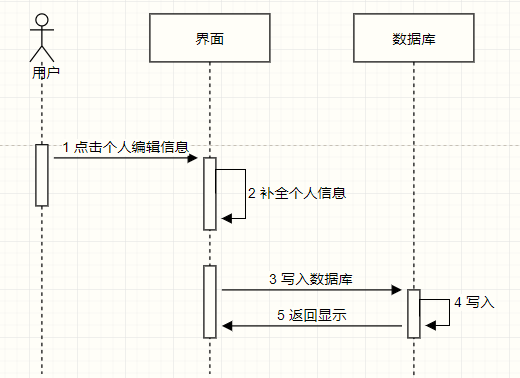 界面
数据库
用户
1 点击个人编辑信息
2 补全个人信息
3 写入数据库
4 写入
5 返回显示